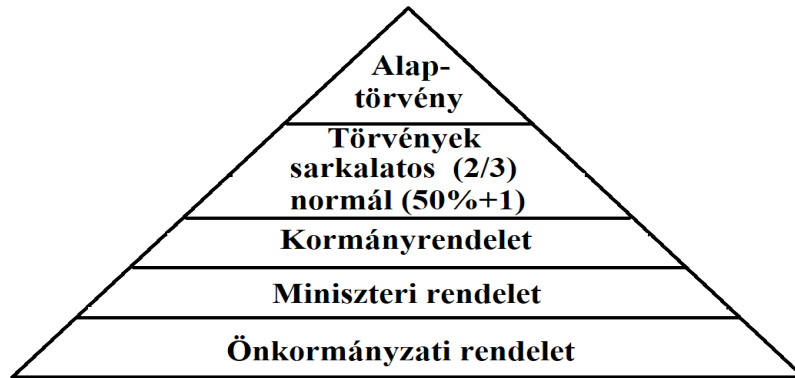 Alap-
törvény
Törvények
sarkalatos (2/3)
normál (50%+1)
Kormányrendelet
Miniszteri rendelet
Önkormányzati rendelet